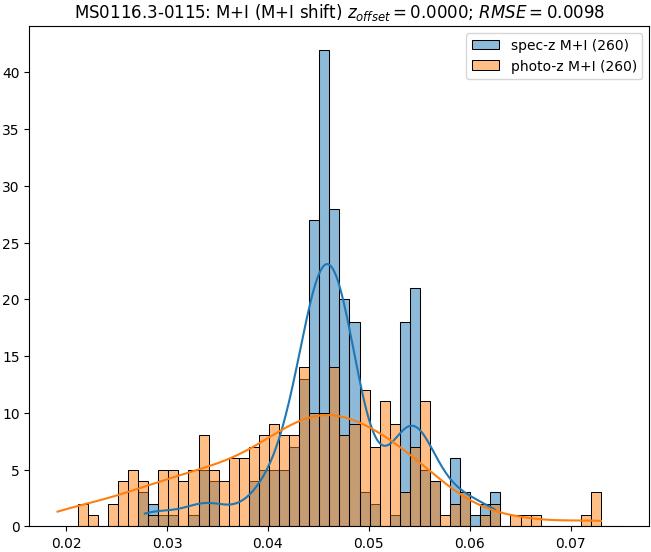 MS0116.3-0115: M+I (M+I shift) z_offset = 0.0000; RMSE = 0.0098
spec-z M+I (260)
photo-z M+I (260)
40
35
30
25
20
15
10
5
0
0.02 0.03 0.04 0.05 0.06 0.07